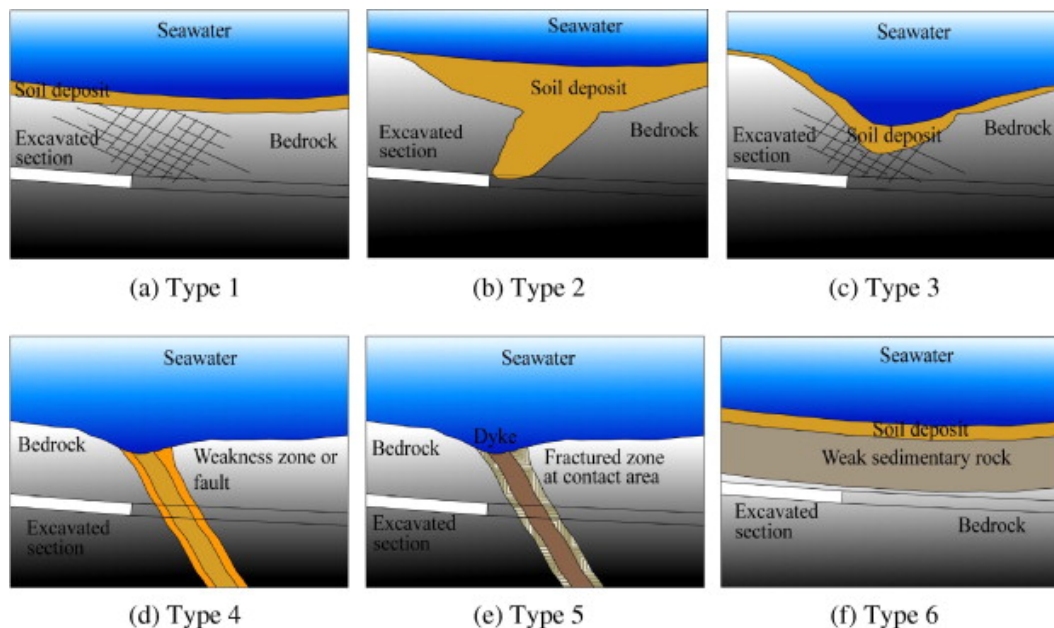 Seawater
Soil deposit
Excavated
section
Bedrock
(a) Type 1
Seawater
Soil deposit
Excavated
section
Bedrock
(b) Type 2
Seawater
Soil deposit
Excavated
section
Bedrock
(c) Type 3
Seawater
Bedrock
Weakness zone or
fault
Excavated
section
(d) Type 4
Seawater
Dyke
Bedrock
Fractured zone
at contact area
Excavated
section
(e) Type 5
Seawater
Soil deposit
Weak sedimentary rock
Excavated
section
Bedrock
(f) Type 6